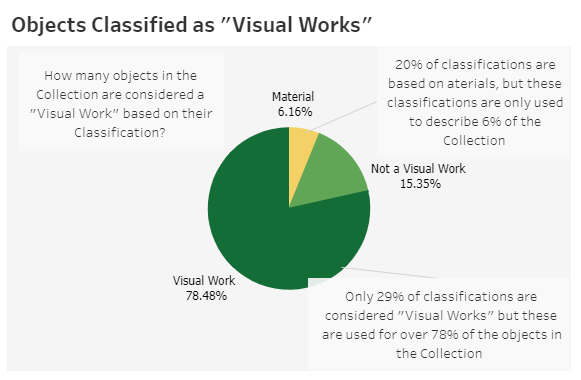 Objects Classified as "Visual Works"
How many objects in the
Collection are considered a
"Visual Work" based on their
Classification?
20% of classifications are
based on aterials, but these
classifications are only used
to describe 6% of the
Collection
Material
6.16%
Not a Visual Work
15.35%
Visual Work
78.48%
Only 29% of classifications are
considered "Visual Works" but these
are used for over 78% of the objects in
the Collection